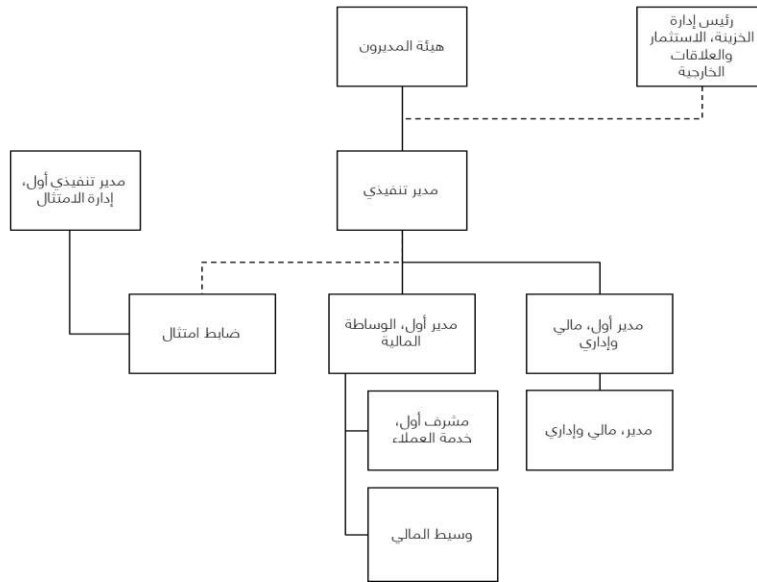 رئيس إدارة
الخزينة، الاستثمار
والعلاقات
الخارجية
هيئة المديرون
مدير تنفيذي
مدير تنفيذي أول،
إدارة الامتثال
مدير أول، مالي
وإداري
مدير أول، الوساطة
المالية
ضابط امتثال
مدير، مالي وإداري
مشرف أول،
خدمة العملاء
وسيط المالي